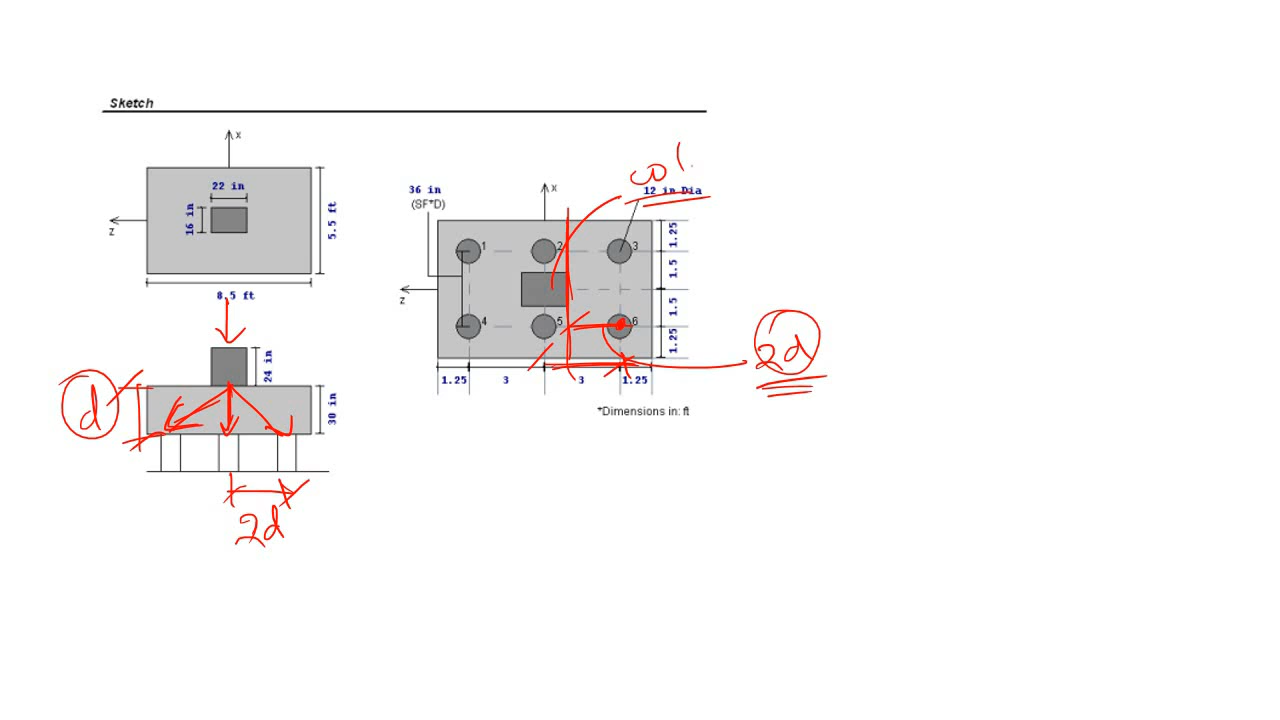 Sketch
x
22 in
16 in
5.5 ft
z
8.5 ft
24 in
30 in
d
2d
col.
36 in
(SF*D)
x
12 in Dia
1
2
3
1.25
1.5
z
1.5
4
5
6
1.25
2d
1.25
3
3
1.25
*Dimensions in: ft